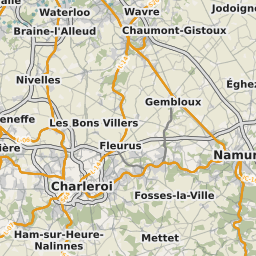 Waterloo
Wavre
Jodoign
Braine-l'Alleud
Chaumont-Gistoux
Nivelles
Éghez
Gembloux
eneffe
Les Bons Villers
ière
Fleurus
Namur
Charleroi
Fosses-la-Ville
Ham-sur-Heure-
Nalinnes
Mettet